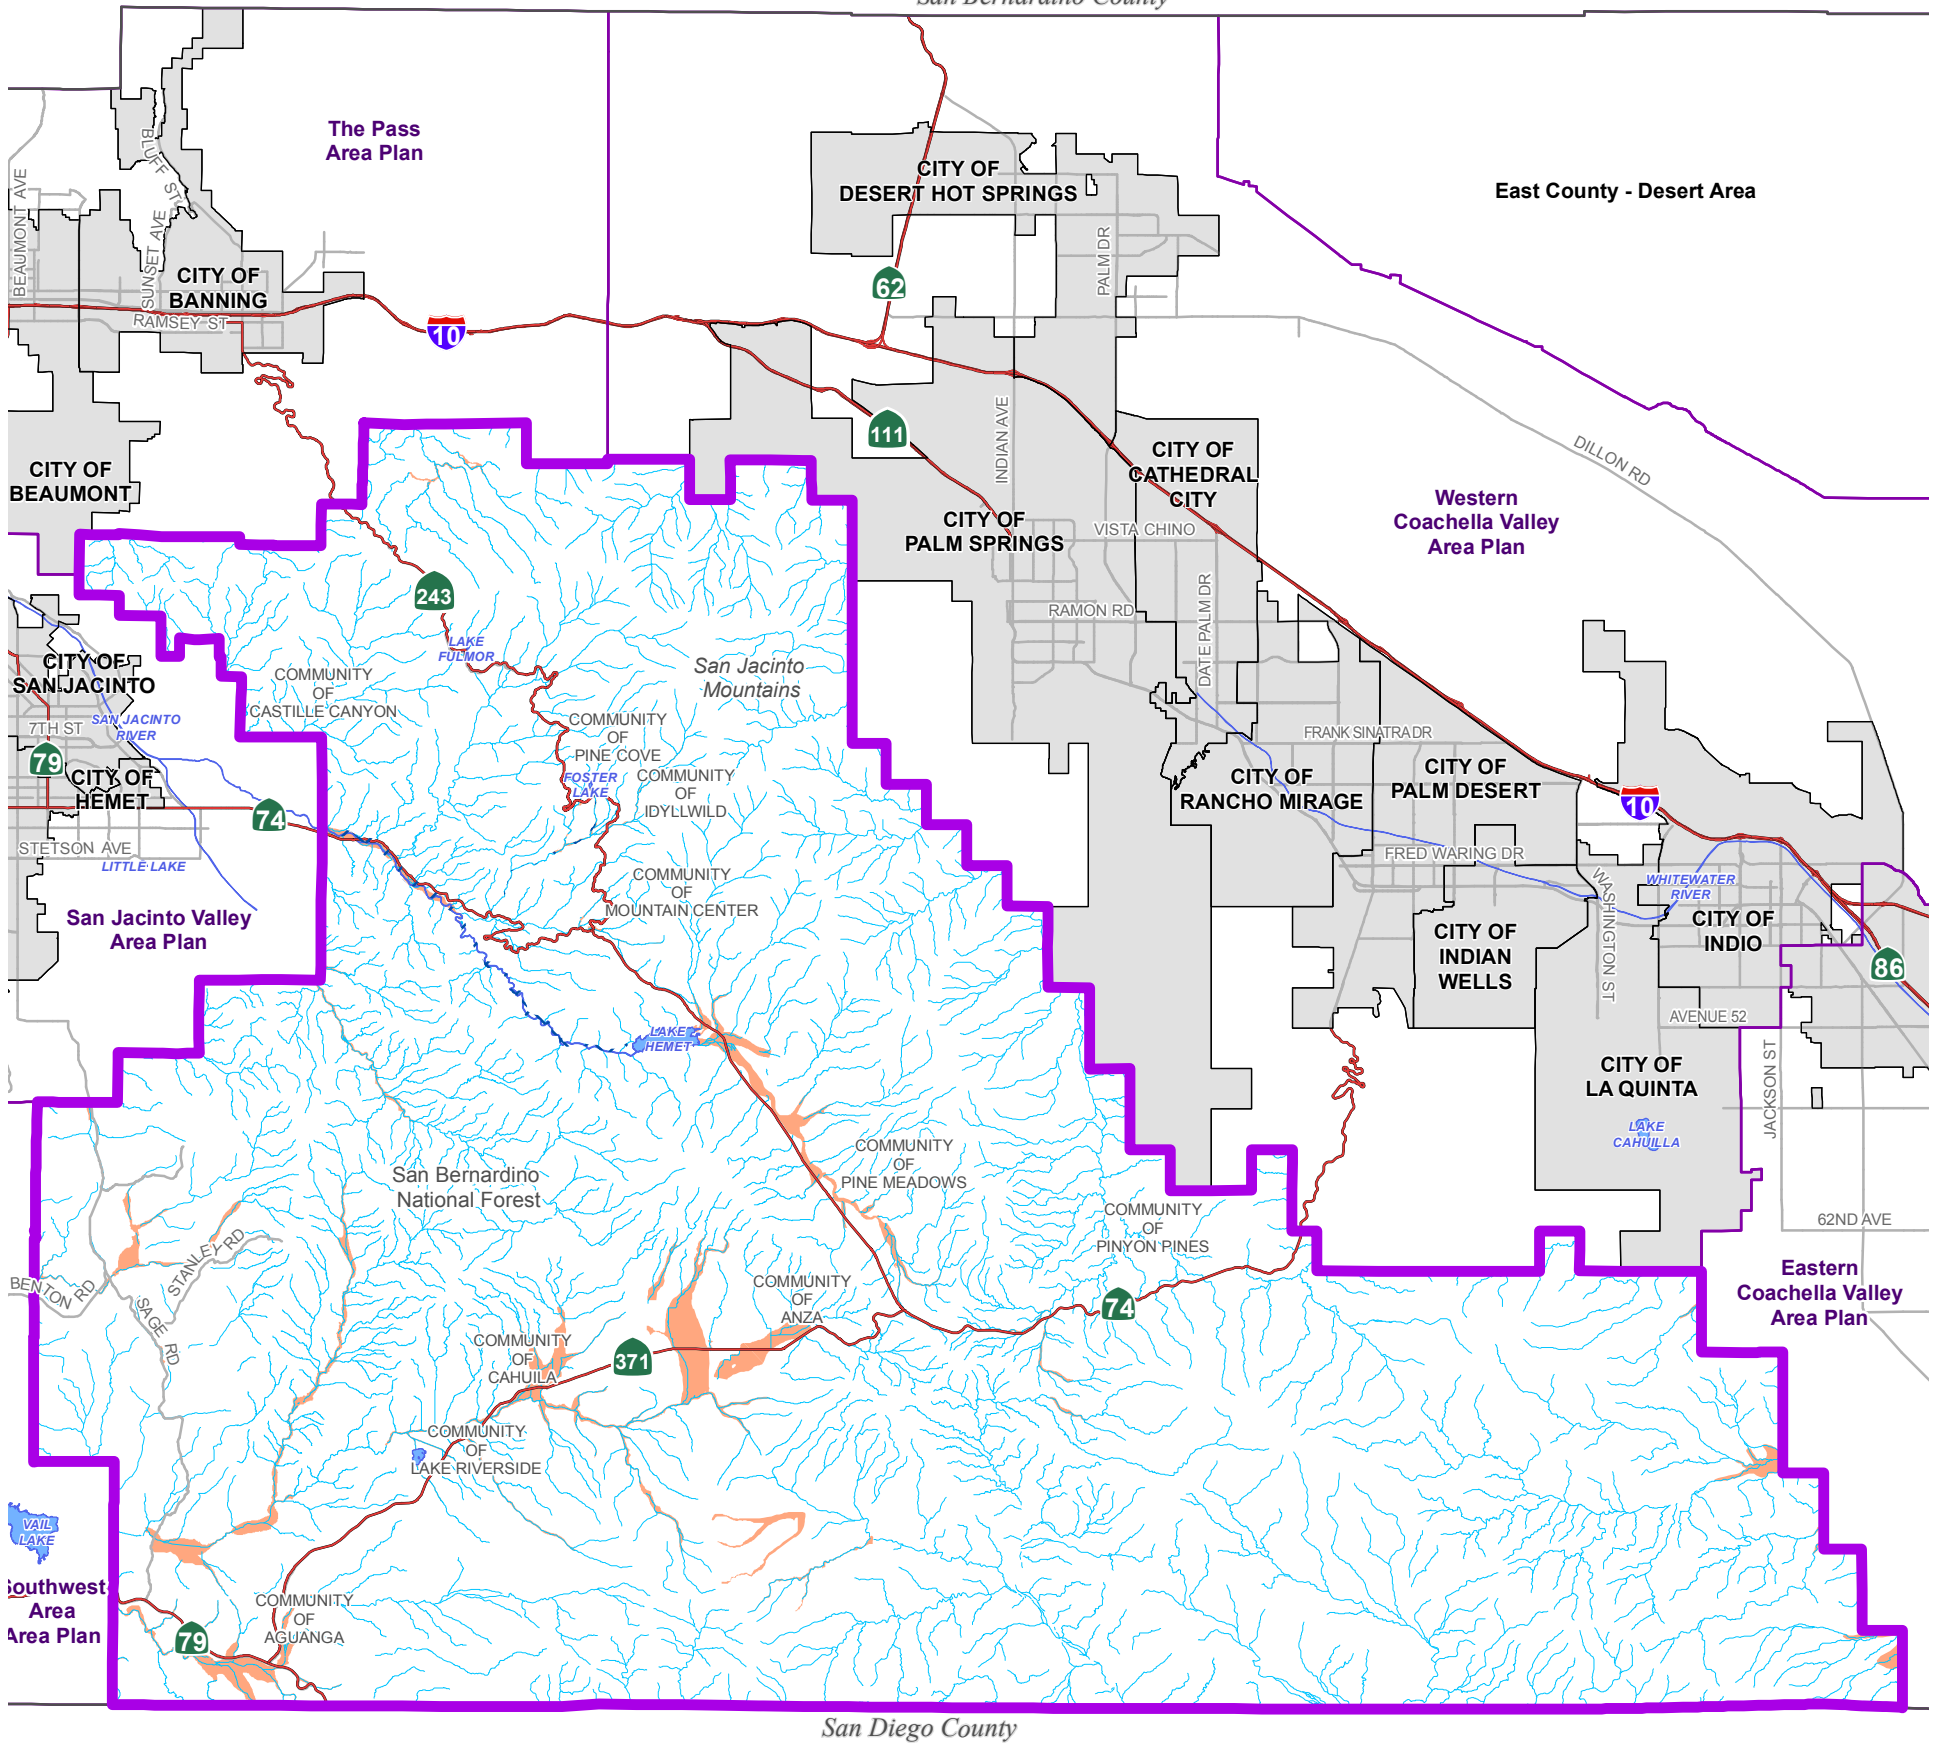 San Bernardino County
The Pass
Area Plan
BLUFF ST
BEAUMONT AVE
SUNSET AVE
CITY OF
BANNING
RAMSEY ST
10
CITY OF
DESERT HOT SPRINGS
PALM DR
62
East County - Desert Area
CITY OF
BEAUMONT
111
INDIAN AVE
CITY OF
CATHEDRAL
CITY
DILLON RD
CITY OF
PALM SPRINGS
VISTA CHINO
Western
Coachella Valley
Area Plan
243
LAKE
FULMOR
RAMON RD
DATE PALM DR
CITY OF
SAN JACINTO
COMMUNITY
OF
CASTILLE CANYON
San Jacinto
Mountains
7TH ST
SAN JACINTO
RIVER
79
CITY OF
HEMET
74
STETSON AVE
LITTLE LAKE
COMMUNITY
OF
PINE COVE
FOSTER
LAKE
COMMUNITY
OF
IDYLLWILD
FRANK SINATRA DR
CITY OF
RANCHO MIRAGE
CITY OF
PALM DESERT
10
FRED WARING DR
WASHINGTON ST
WHITEWATER
RIVER
San Jacinto Valley
Area Plan
COMMUNITY
OF
MOUNTAIN CENTER
CITY OF
INDIAN
WELLS
CITY OF
INDIO
86
AVENUE 52
LAKE
HEMET
CITY OF
LA QUINTA
JACKSON ST
LAKE
CAHUILLA
San Bernardino
National Forest
COMMUNITY
OF
PINE MEADOWS
COMMUNITY
OF
PINYON PINES
62ND AVE
STANLEY RD
BENTON RD
SAGE RD
COMMUNITY
OF
ANZA
74
Eastern
Coachella Valley
Area Plan
COMMUNITY
OF
CAHUILA
371
COMMUNITY
OF
LAKE RIVERSIDE
VAIL
LAKE
Southwest
Area
Area Plan
COMMUNITY
OF
AGUANGA
79
San Diego County